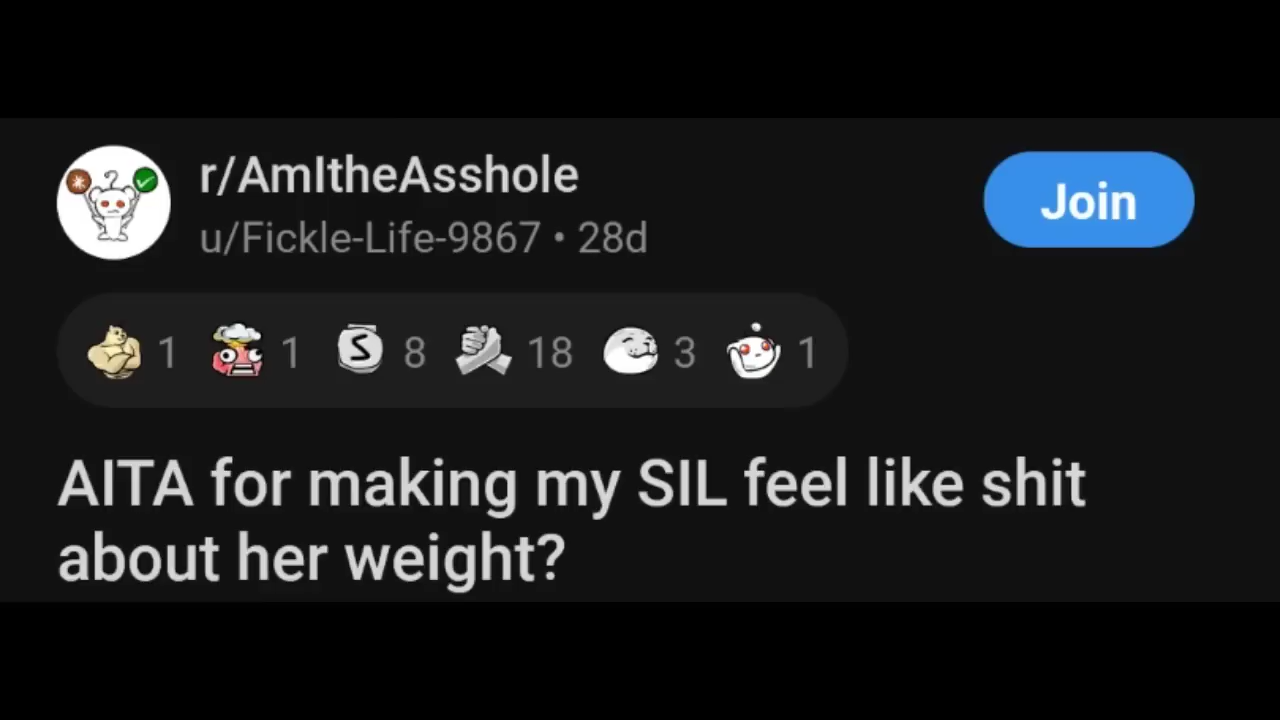 r/AmItheAsshole
u/Fickle-Life-9867 • 28d
Join
1 1 S 8 18 3 1
AITA for making my SIL feel like shit
about her weight?